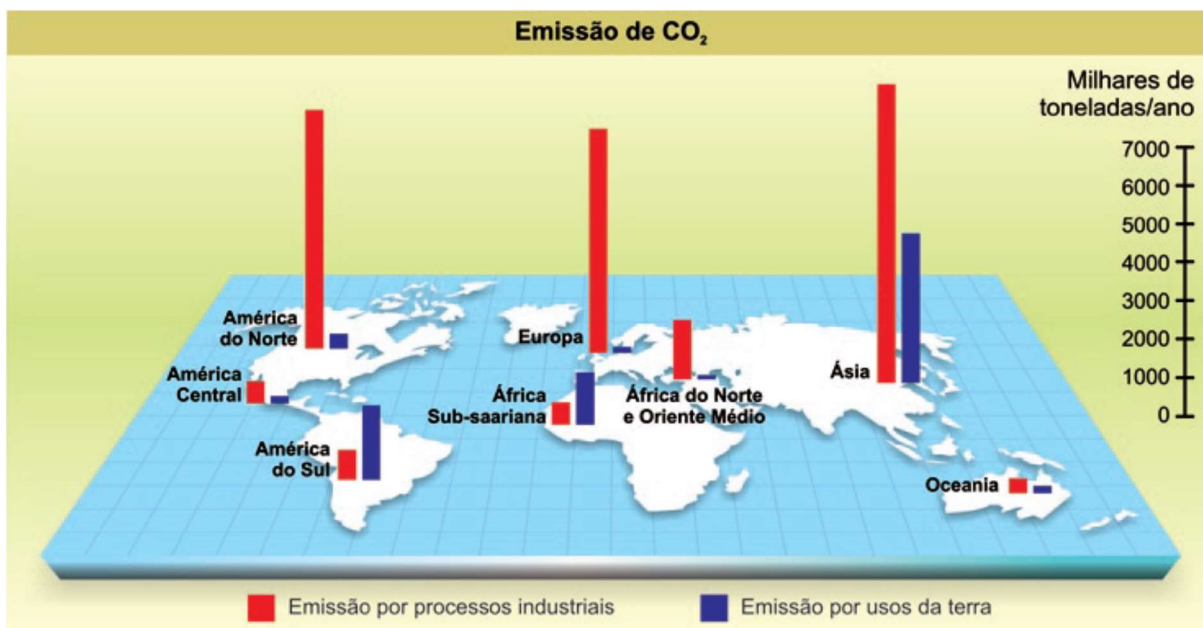 Emissão de CO₂
Milhares de
toneladas/ano
7000
6000
5000
4000
3000
2000
1000
0
América
do Norte
América
Central
América
do Sul
Europa
África
Sub-saariana
África do Norte
e Oriente Médio
Ásia
Oceania
Emissão por processos industriais
Emissão por usos da terra